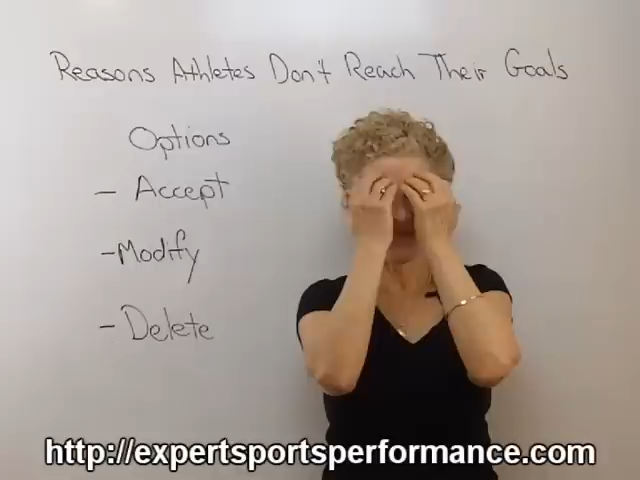 Reasons Athletes Don't Reach Their Goals
Options
- Accept
- Modify
- Delete
http://expertsportsperformance.com